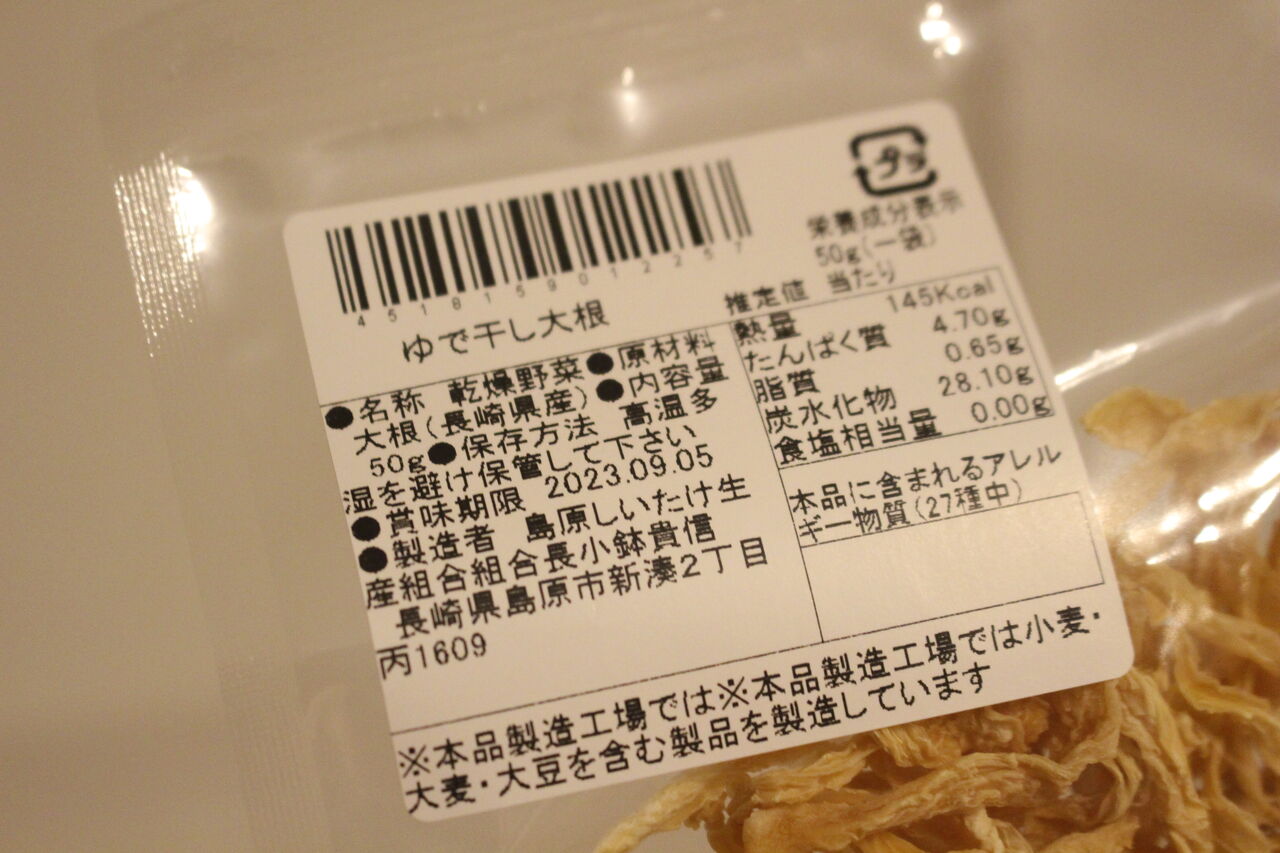 4518159012257
ゆで干し大根
●名称 乾燥野菜●原材料
大根(長崎県産)●内容量
50g●保存方法 高温多
湿を避け保管して下さい
●賞味期限 2023.09.05
●製造者 島原しいたけ生
産組合組合長小鉢貴信
長崎県島原市新湊2丁目
丙1609
プラ
栄養成分表示
50g(一袋)
推定値 当たり
熱量 145Kcal
たんぱく質 4.70g
脂質 0.65g
炭水化物 28.10g
食塩相当量 0.00g
本品に含まれるアレル
ギー物質(27種中)
※本品製造工場では※本品製造工場では小麦・
大麦・大豆を含む製品を製造しています